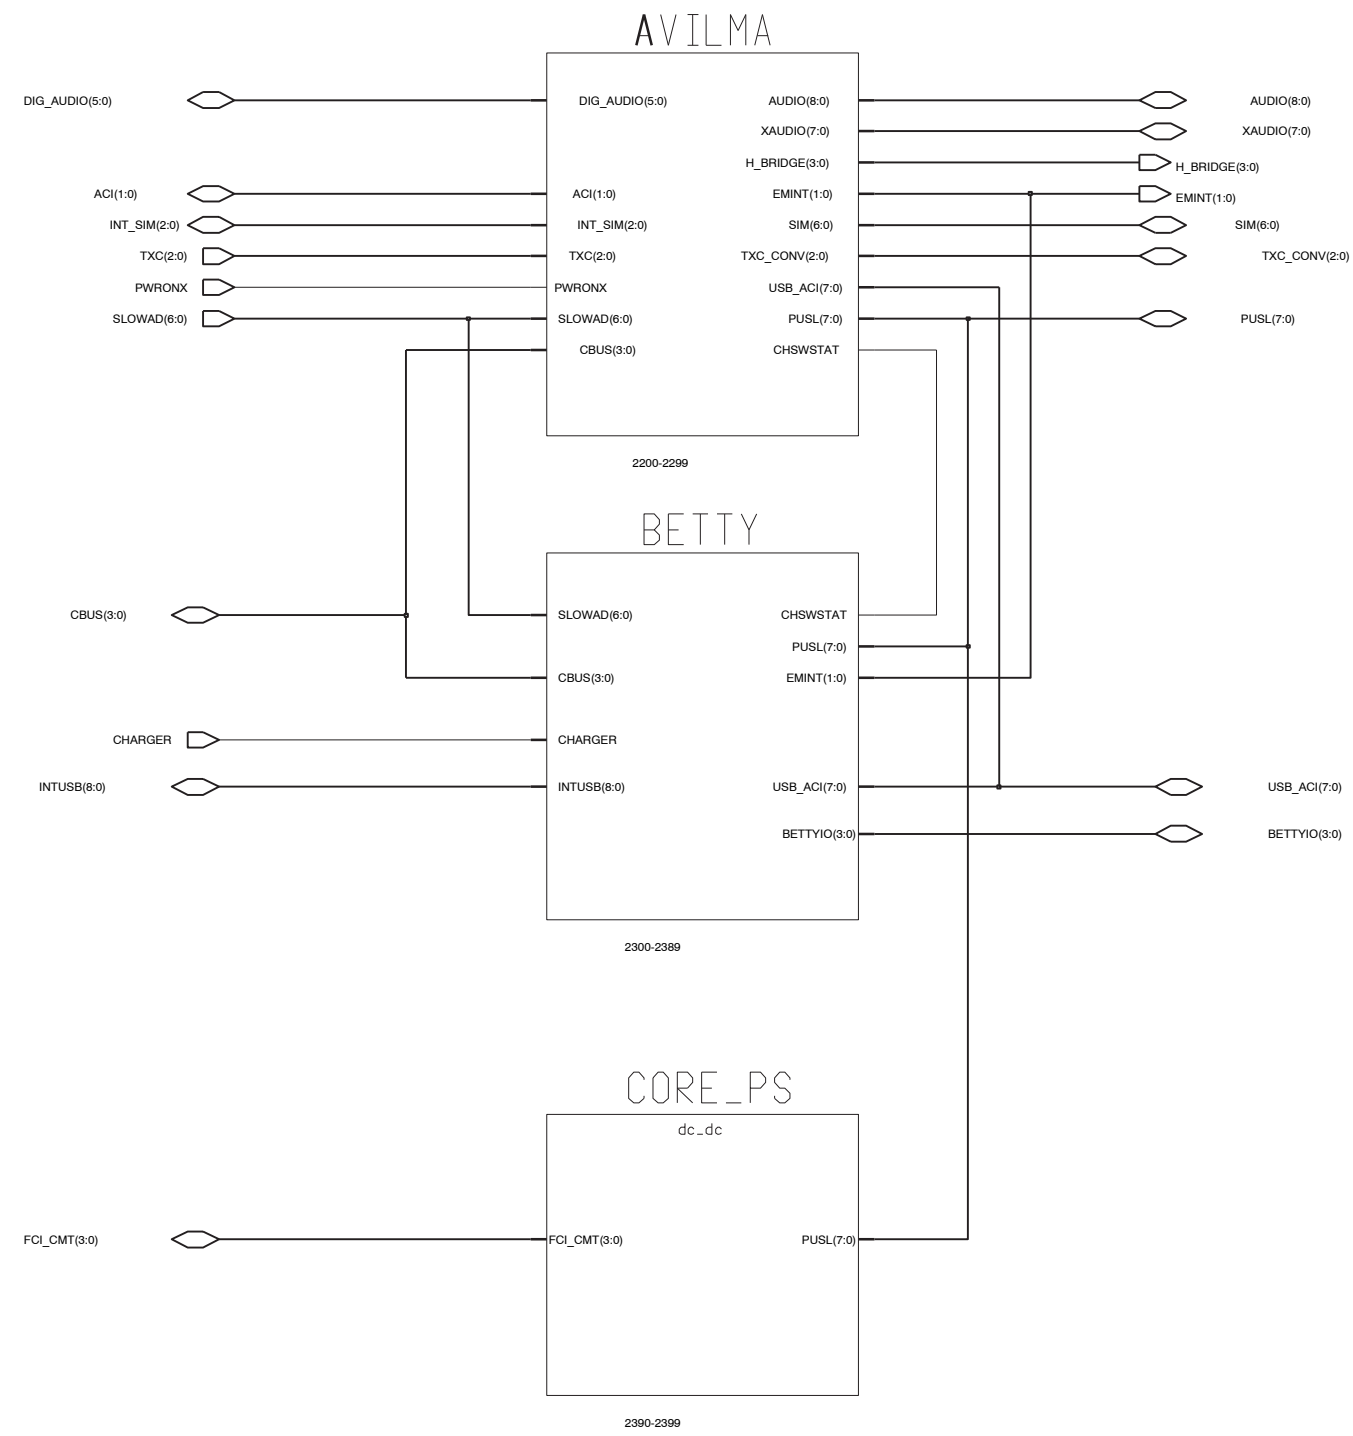 AVILMA
DIG_AUDIO(5:0) DIG_AUDIO(5:0) AUDIO(8:0) AUDIO(8:0)
XAUDIO(7:0) XAUDIO(7:0)
H_BRIDGE(3:0) H_BRIDGE(3:0)
ACI(1:0) ACI(1:0) EMINT(1:0) EMINT(1:0)
INT_SIM(2:0) INT_SIM(2:0) SIM(6:0) SIM(6:0)
TXC(2:0) TXC(2:0) TXC_CONV(2:0) TXC_CONV(2:0)
PWRONX PWRONX USB_ACI(7:0)
SLOWAD(6:0) SLOWAD(6:0) PUSL(7:0) PUSL(7:0)
CBUS(3:0) CHSWSTAT
2200-2299
BETTY
CBUS(3:0) SLOWAD(6:0) CHSWSTAT
PUSL(7:0)
CBUS(3:0) EMINT(1:0)
CHARGER CHARGER
INTUSB(8:0) INTUSB(8:0) USB_ACI(7:0) USB_ACI(7:0)
BETTYIO(3:0) BETTYIO(3:0)
2300-2389
CORE_PS
dc_dc
FCI_CMT(3:0) FCI_CMT(3:0) PUSL(7:0)
2390-2399